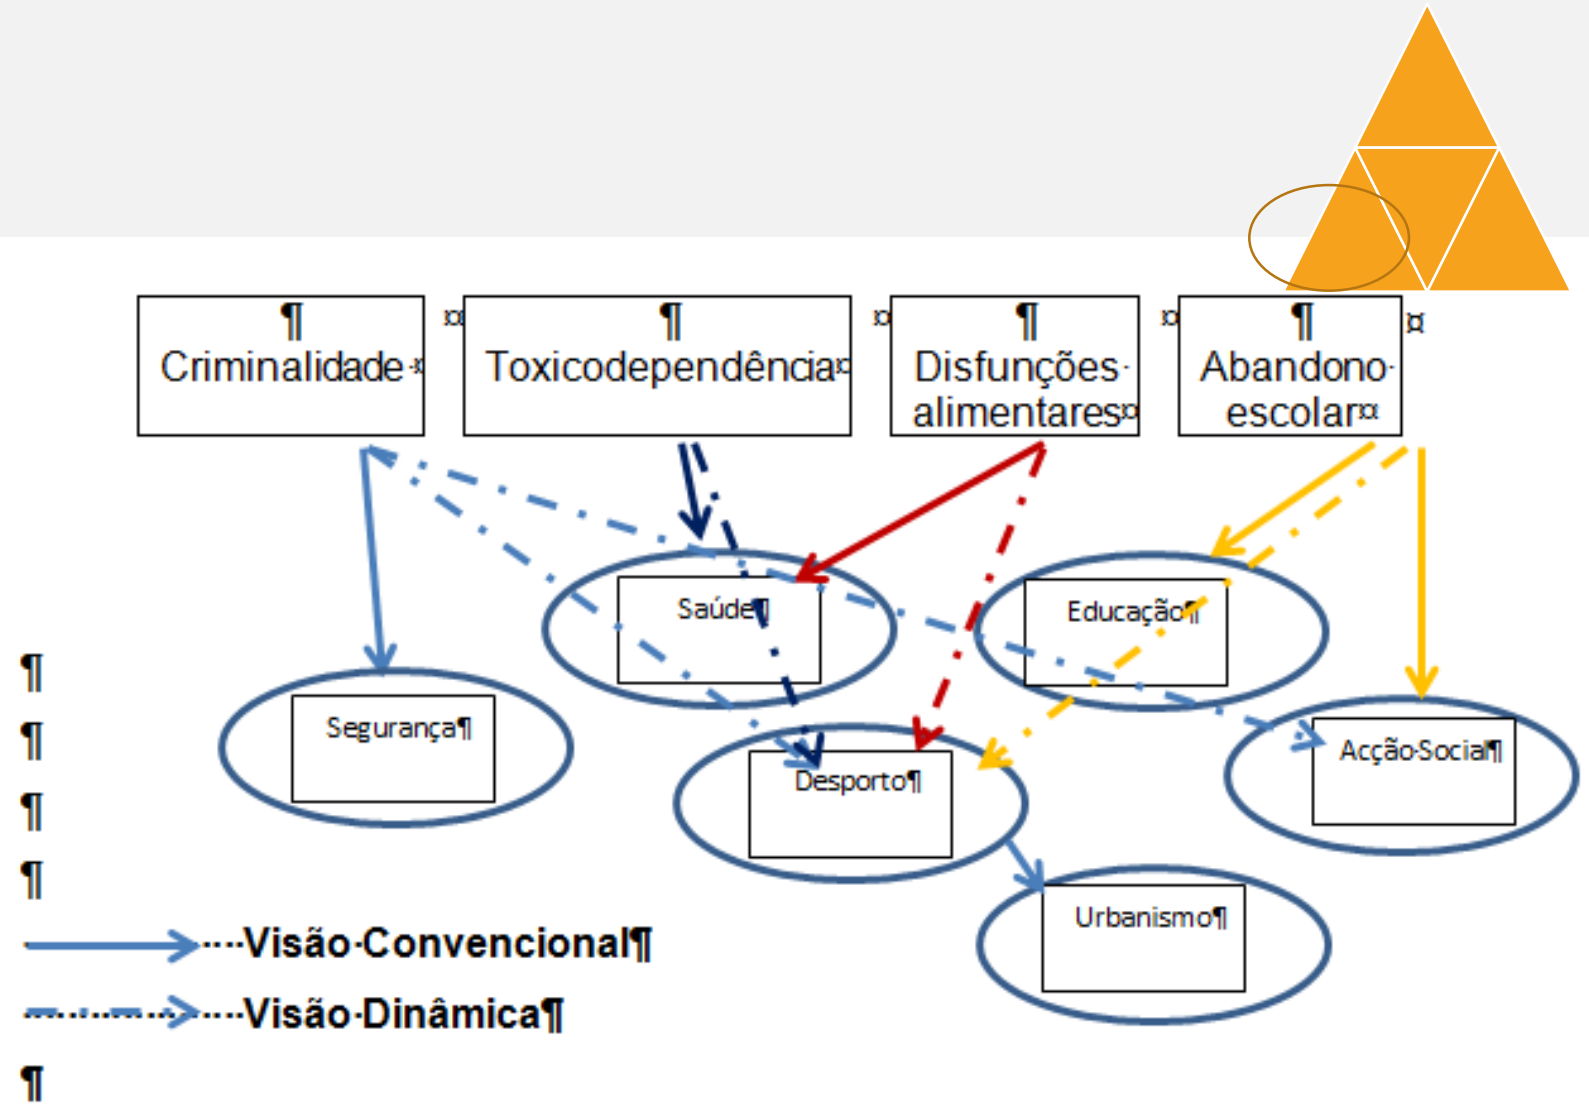 ¶
Criminalidade·¤
¤
¶
Toxicodependência¤
¤
¶
Disfunções·
alimentares¤
¤
¶
Abandono·
escolar¤
¤
Saúde¶
Educação¶
Segurança¶
Desporto¶
Acção·Social¶
Urbanismo¶
¶
¶
¶
¶
····Visão·Convencional¶
····Visão·Dinâmica¶
¶